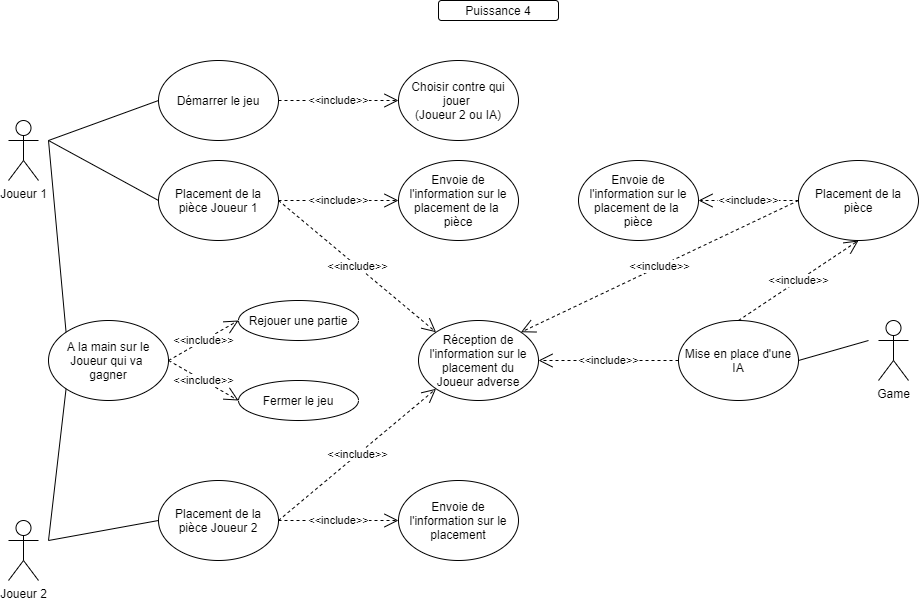 Puissance 4
Démarrer le jeu
<<include>>
Choisir contre qui
jouer
(Joueur 2 ou IA)
Joueur 1
Placement de la
pièce Joueur 1
<<include>>
Envoie de
l'information sur le
placement de la
pièce
Envoie de
l'information sur le
placement de la
pièce
<<include>>
Placement de la
pièce
<<include>>
<<include>>
<<include>>
A la main sur le
Joueur qui va
gagner
<<include>>
Rejouer une partie
<<include>>
Fermer le jeu
Réception de
l'information sur le
placement du
Joueur adverse
<<include>>
Mise en place d'une
IA
Game
<<include>>
Placement de la
pièce Joueur 2
<<include>>
Envoie de
l'information sur le
placement
Joueur 2